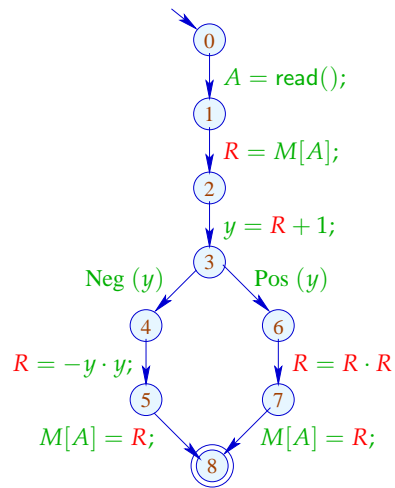 0
A = read();
1
R = M[A];
2
y = R + 1;
3
Neg (y) Pos (y)
4 6
R = −y · y; R = R · R
5 7
M[A] = R; M[A] = R;
8